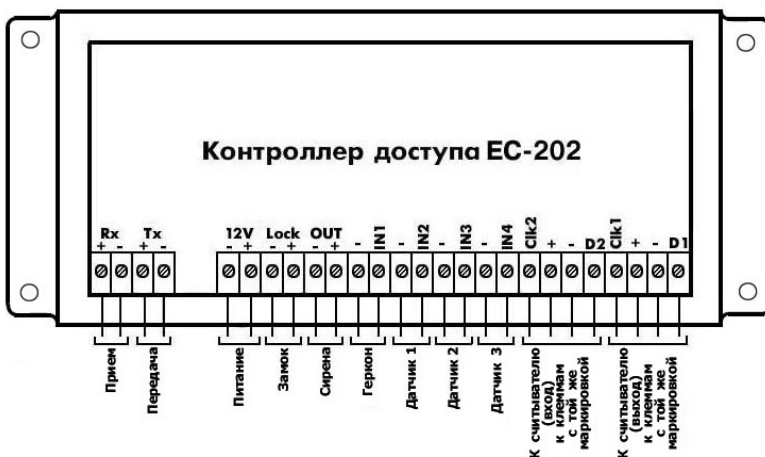 Контроллер доступа EC-202
Rx Tx 12V Lock OUT - IN1 - IN2 - IN3 - IN4 Clk2 + - D2 Clk1 + - D1
+ - + - - + - + - +
Прием
Передача
Питание
Замок
Сирена
Геркон
Датчик 1
Датчик 2
Датчик 3
К считывателю
(вход)
к клеммам
с той же
маркировкой
К считывателю
(выход)
к клеммам
с той же
маркировкой